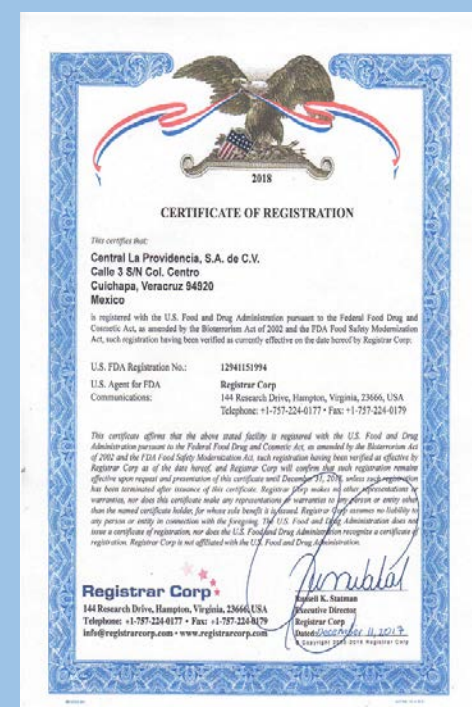 2018
CERTIFICATE OF REGISTRATION
This certifies that:
Central La Providencia, S.A. de C.V.
Calle 3 S/N Col. Centro
Cuichapa, Veracruz 94920
Mexico
is registered with the U.S. Food and Drug Administration pursuant to the Federal Food Drug and
Cosmetic Act, as amended by the Bioterrorism Act of 2002 and the FDA Food Safety Modernization
Act, such registration having been verified as currently effective on the date hereof by Registrar Corp:
U.S. FDA Registration No.: 12941151994
U.S. Agent for FDA Registrar Corp
Communications: 144 Research Drive, Hampton, Virginia, 23666, USA
Telephone: +1-757-224-0177 • Fax: +1-757-224-0179
This certificate affirms that the above stated facility is registered with the U.S. Food and Drug
Administration pursuant to the Federal Food Drug and Cosmetic Act, as amended by the Bioterrorism Act
of 2002 and the FDA Food Safety Modernization Act, such registration having been verified as effective by
Registrar Corp as of the date hereof, and Registrar Corp will confirm that such registration remains
effective upon request and presentation of this certificate until December 31, 2018, unless such registration
has been terminated after issuance of this certificate. Registrar Corp makes no other representations or
warranties, nor does this certificate make any representations or warranties to any person or entity other
than the named certificate holder, for whose sole benefit it is issued. Registrar Corp assumes no liability to
any person or entity in connection with the foregoing. The U.S. Food and Drug Administration does not
issue a certificate of registration, nor does the U.S. Food and Drug Administration recognize a certificate of
registration. Registrar Corp is not affiliated with the U.S. Food and Drug Administration.
Registrar Corp
144 Research Drive, Hampton, Virginia, 23666, USA
Telephone: +1-757-224-0177 • Fax: +1-757-224-0179
info@registrarcorp.com • www.registrarcorp.com
Russell K. Statman
Executive Director
Registrar Corp
Dated: December 11, 2017
© Copyright Registrar Corp